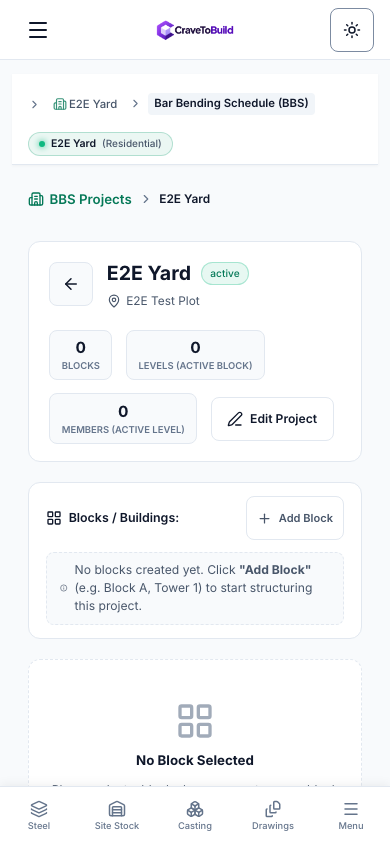 CraveToBuild
E2E Yard
Bar Bending Schedule (BBS)
E2E Yard (Residential)
BBS Projects
E2E Yard
E2E Yard
active
E2E Test Plot
0
BLOCKS
0
LEVELS (ACTIVE BLOCK)
0
MEMBERS (ACTIVE LEVEL)
Edit Project
Blocks / Buildings:
Add Block
No blocks created yet. Click "Add Block"
(e.g. Block A, Tower 1) to start structuring
this project.
No Block Selected
Steel
Site Stock
Casting
Drawings
Menu